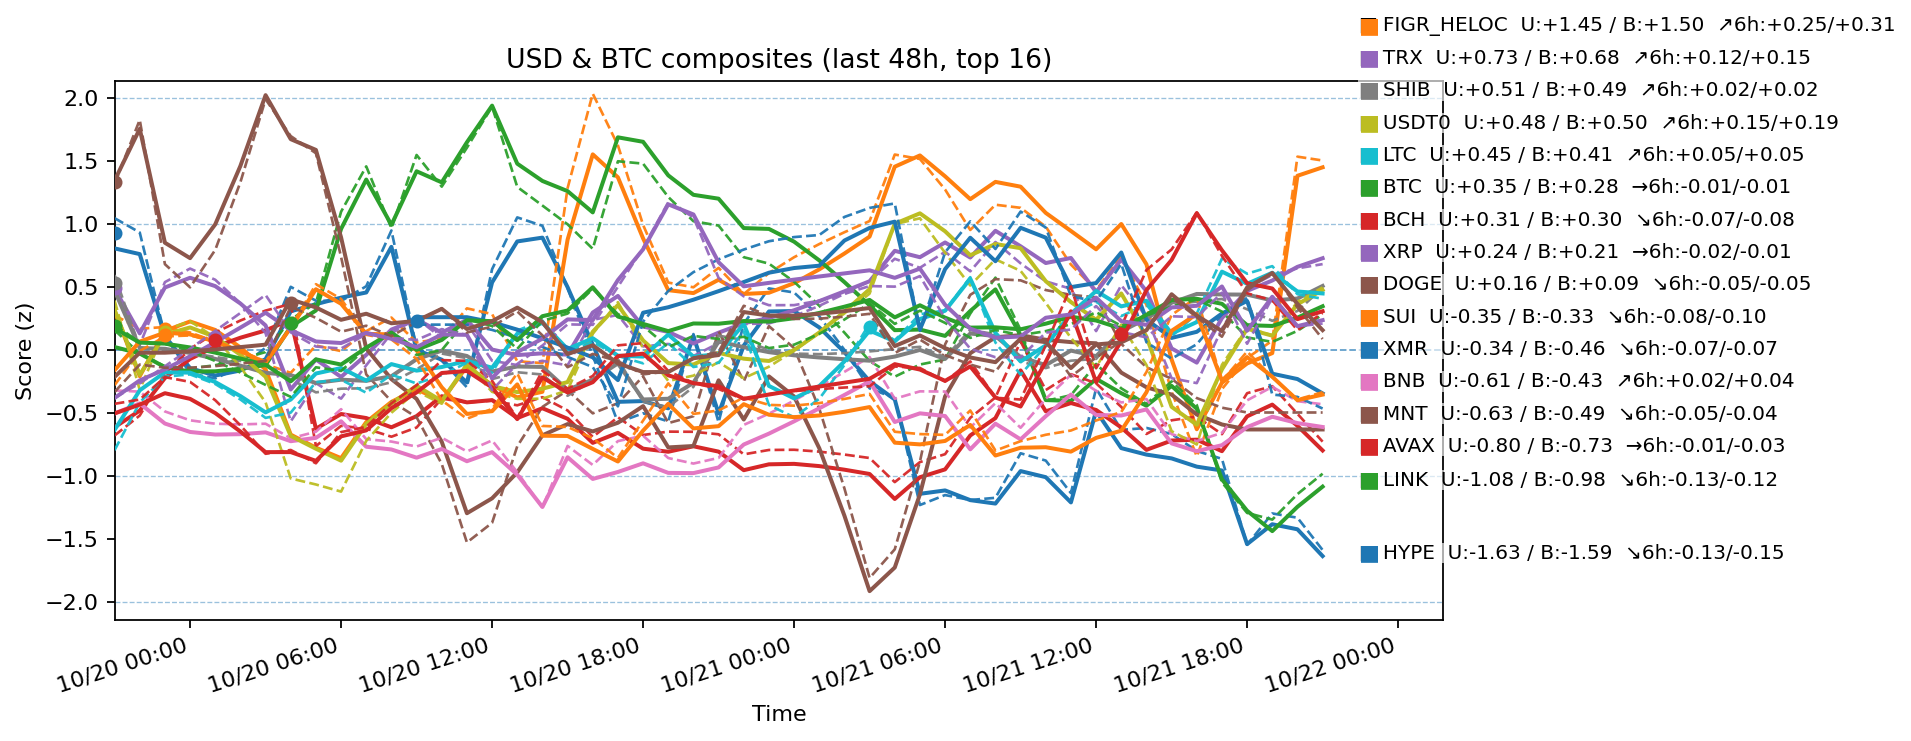 USD & BTC composites (last 48h, top 16)
FIGR_HELOC  U:+1.45 / B:+1.50  ↗6h:+0.25/+0.31
TRX  U:+0.73 / B:+0.68  ↗6h:+0.12/+0.15
SHIB  U:+0.51 / B:+0.49  ↗6h:+0.02/+0.02
USDT0  U:+0.48 / B:+0.50  ↗6h:+0.15/+0.19
LTC  U:+0.45 / B:+0.41  ↗6h:+0.05/+0.05
BTC  U:+0.35 / B:+0.28  →6h:-0.01/-0.01
BCH  U:+0.31 / B:+0.30  ↘6h:-0.07/-0.08
XRP  U:+0.24 / B:+0.21  →6h:-0.02/-0.01
DOGE  U:+0.16 / B:+0.09  ↘6h:-0.05/-0.05
SUI  U:-0.35 / B:-0.33  ↘6h:-0.08/-0.10
XMR  U:-0.34 / B:-0.46  ↘6h:-0.07/-0.07
BNB  U:-0.61 / B:-0.43  ↗6h:+0.02/+0.04
MNT  U:-0.63 / B:-0.49  ↘6h:-0.05/-0.04
AVAX  U:-0.80 / B:-0.73  →6h:-0.01/-0.03
LINK  U:-1.08 / B:-0.98  ↘6h:-0.13/-0.12
HYPE  U:-1.63 / B:-1.59  ↘6h:-0.13/-0.15
Score (z)
2.0
1.5
1.0
0.5
0.0
−0.5
−1.0
−1.5
−2.0
10/20 00:00
10/20 06:00
10/20 12:00
10/20 18:00
10/21 00:00
10/21 06:00
10/21 12:00
10/21 18:00
10/22 00:00
Time